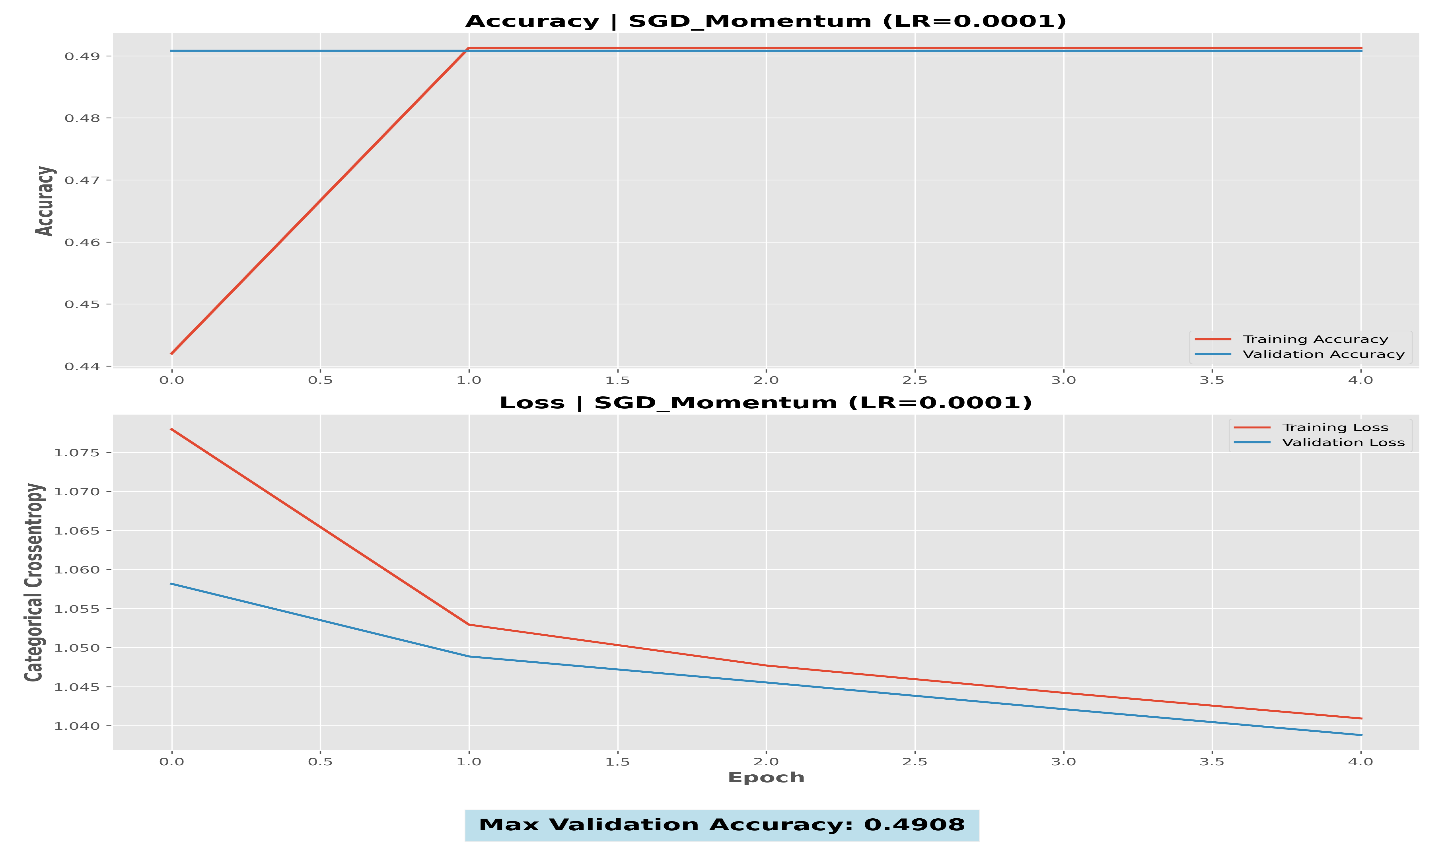 Accuracy | SGD_Momentum (LR=0.0001)
Accuracy
0.49
0.48
0.47
0.46
0.45
0.44
Training Accuracy
Validation Accuracy
0.0 0.5 1.0 1.5 2.0 2.5 3.0 3.5 4.0
Loss | SGD_Momentum (LR=0.0001)
Categorical Crossentropy
1.075
1.070
1.065
1.060
1.055
1.050
1.045
1.040
Training Loss
Validation Loss
0.0 0.5 1.0 1.5 2.0 2.5 3.0 3.5 4.0
Epoch
Max Validation Accuracy: 0.4908